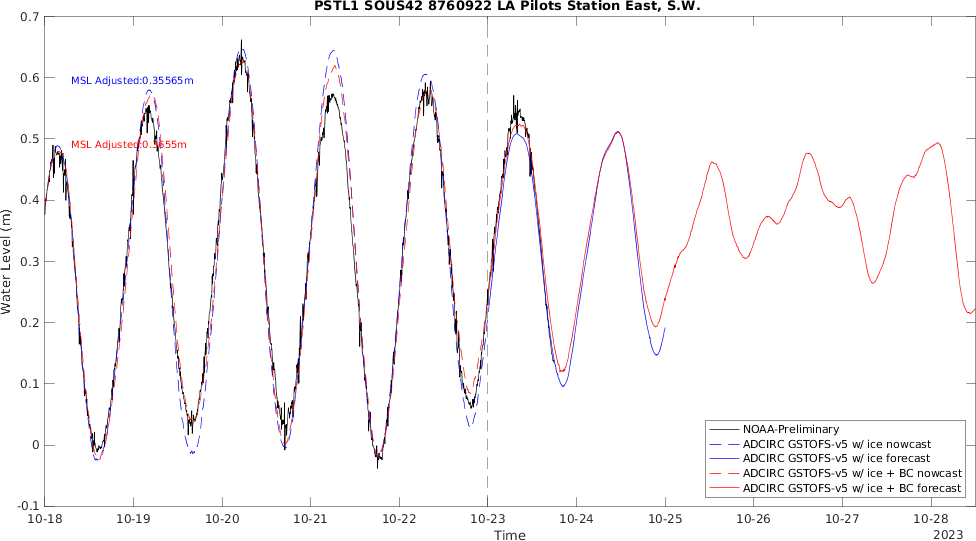 PSTL1 SOUS42 8760922 LA Pilots Station East, S.W.
0.7
0.6
0.5
0.4
0.3
0.2
0.1
0
-0.1
Water Level (m)
MSL Adjusted:0.35565m
MSL Adjusted:0.3655m
NOAA-Preliminary
ADCIRC GSTOFS-v5 w/ ice nowcast
ADCIRC GSTOFS-v5 w/ ice forecast
ADCIRC GSTOFS-v5 w/ ice + BC nowcast
ADCIRC GSTOFS-v5 w/ ice + BC forecast
10-18 10-19 10-20 10-21 10-22 10-23 10-24 10-25 10-26 10-27 10-28
Time
2023